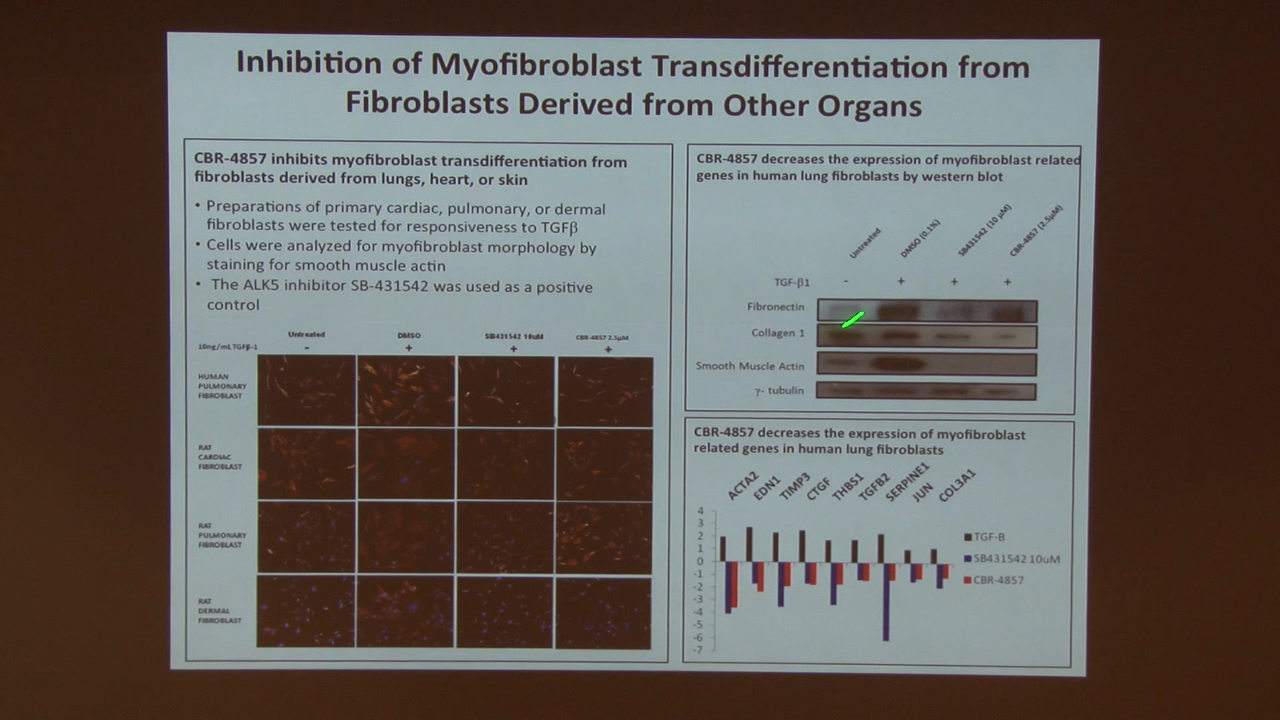 Inhibition of Myofibroblast Transdifferentiation from
Fibroblasts Derived from Other Organs
CBR-4857 inhibits myofibroblast transdifferentiation from
fibroblasts derived from lungs, heart, or skin
• Preparations of primary cardiac, pulmonary, or dermal
fibroblasts were tested for responsiveness to TGFβ
• Cells were analyzed for myofibroblast morphology by
staining for smooth muscle actin
• The ALK5 inhibitor SB-431542 was used as a positive
control
Untreated DMSO SB431542 10uM CBR-4857 2.5μM
10ng/mLTGFβ-1 - + + +
HUMAN
PULMONARY
FIBROBLAST
RAT
CARDIAC
FIBROBLAST
RAT
PULMONARY
FIBROBLAST
RAT
DERMAL
FIBROBLAST
CBR-4857 decreases the expression of myofibroblast related
genes in human lung fibroblasts by western blot
Untreated DMSO (0.1%) SB431542 (10 μM) CBR-4857 (2.5μM)
TGF-β1 - + + +
Fibronectin
Collagen 1
Smooth Muscle Actin
γ- tubulin
CBR-4857 decreases the expression of myofibroblast
related genes in human lung fibroblasts
ACTA2 EDN1 TIMP3 CTGF THBS1 TGFB2 SERPINE1 JUN COL3A1
4
3
2
1
0
-1
-2
-3
-4
-5
-6
-7
TGF-B
SB431542 10uM
CBR-4857